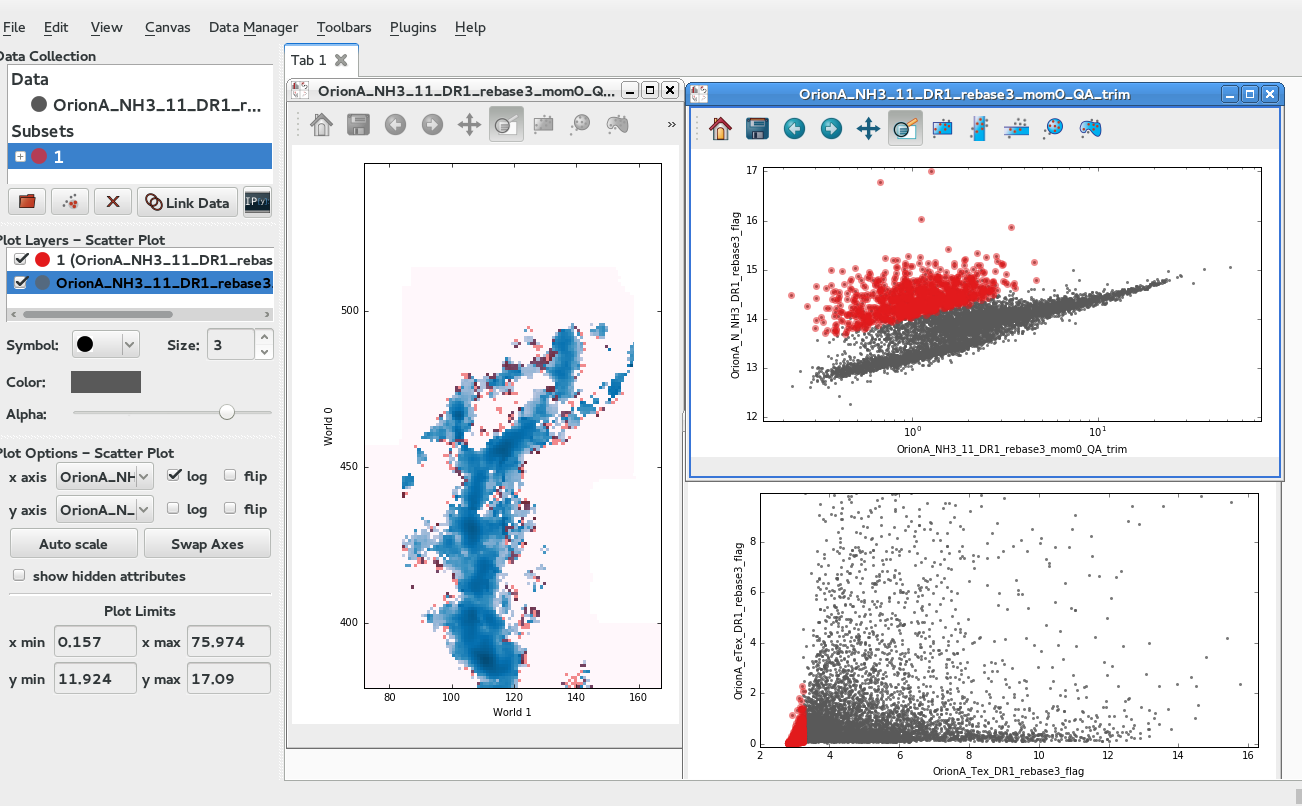 File Edit View Canvas Data Manager Toolbars Plugins Help
Data Collection
Data
OrionA_NH3_11_DR1_r...
Subsets
1
Link Data
IP[y]:
Plot Layers - Scatter Plot
1 (OrionA_NH3_11_DR1_rebas
OrionA_NH3_11_DR1_rebase3
Symbol:
Size: 3
Color:
Alpha:
Plot Options - Scatter Plot
x axis OrionA_NH log flip
y axis OrionA_N_ log flip
Auto scale Swap Axes
show hidden attributes
Plot Limits
x min 0.157 x max 75.974
y min 11.924 y max 17.09
Tab 1
OrionA_NH3_11_DR1_rebase3_mom0_Q...
»
500
450
400
World 0
80 100 120 140 160
World 1
OrionA_NH3_11_DR1_rebase3_mom0_QA_trim
17
16
15
14
13
12
OrionA_N_NH3_DR1_rebase3_flag
10⁰ 10¹
OrionA_NH3_11_DR1_rebase3_mom0_QA_trim
8
6
4
2
0
OrionA_eTex_DR1_rebase3_flag
2 4 6 8 10 12 14 16
OrionA_Tex_DR1_rebase3_flag